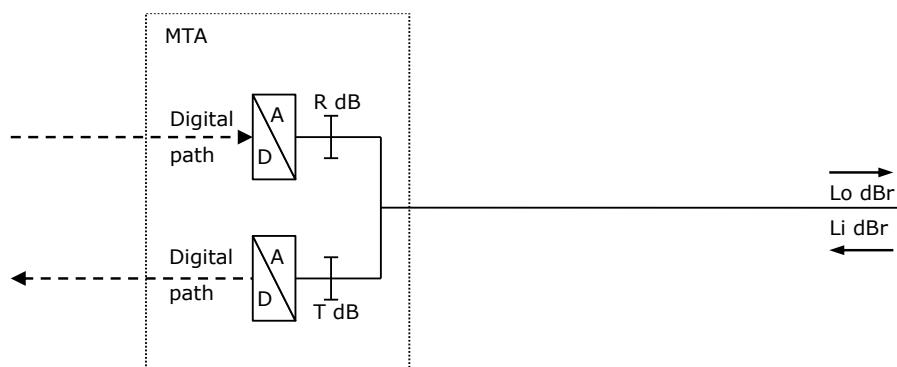 MTA
Digital
path
A
D
R dB
Lo dBr
Li dBr
Digital
path
A
D
T dB